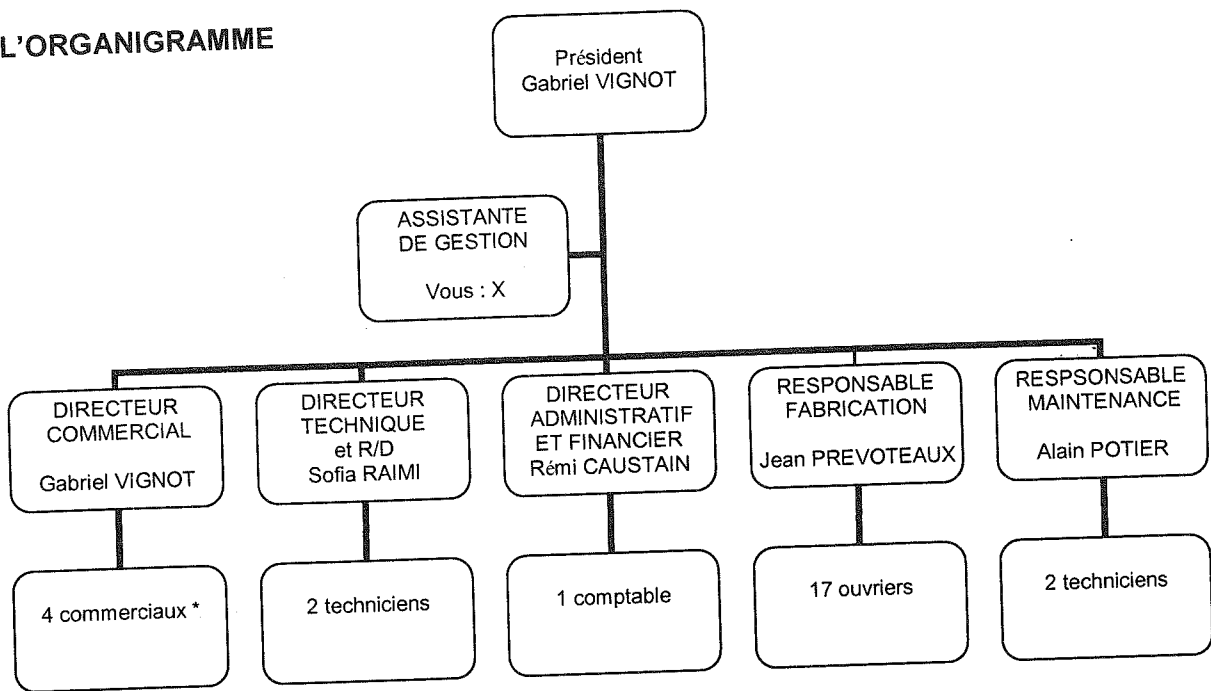 L'ORGANIGRAMME
Président
Gabriel VIGNOT
ASSISTANTE
DE GESTION
Vous : X
DIRECTEUR
COMMERCIAL
Gabriel VIGNOT
DIRECTEUR
TECHNIQUE
et R/D
Sofia RAIMI
DIRECTEUR
ADMINISTRATIF
ET FINANCIER
Rémi CAUSTAIN
RESPONSABLE
FABRICATION
Jean PREVOTEAUX
RESPSONSABLE
MAINTENANCE
Alain POTIER
4 commerciaux *
2 techniciens
1 comptable
17 ouvriers
2 techniciens